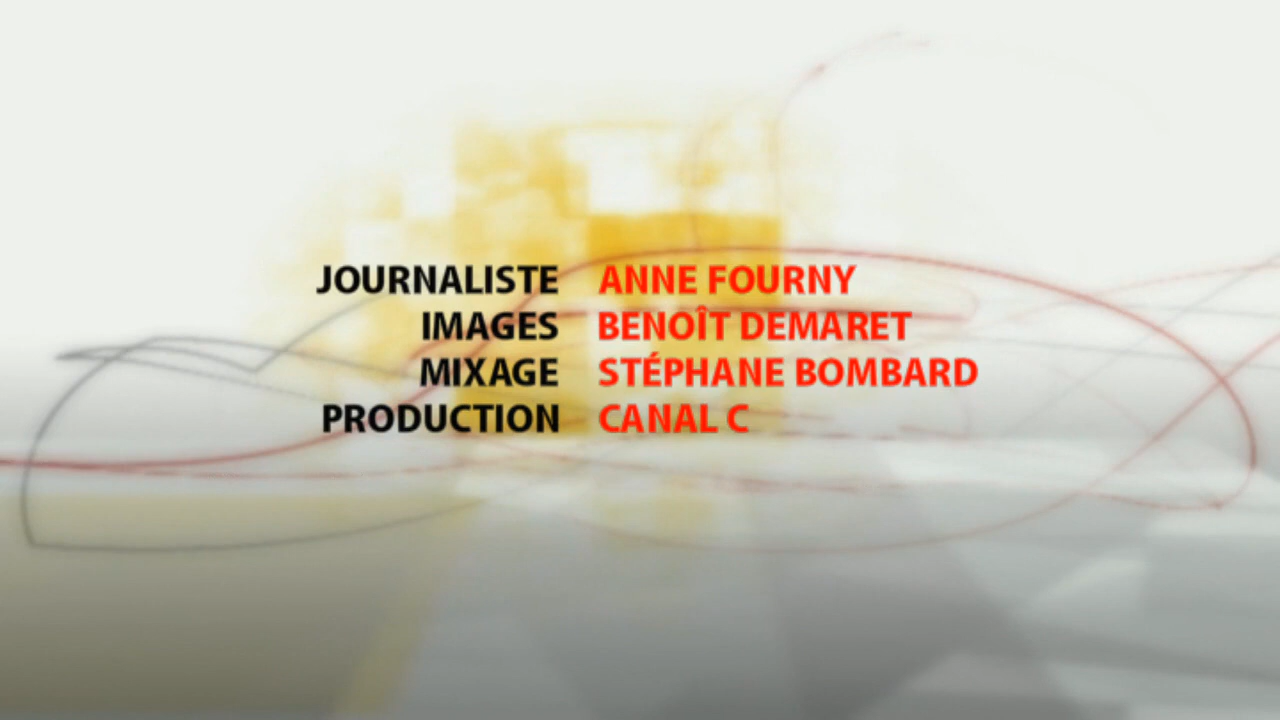 JOURNALISTE ANNE FOURNY
IMAGES BENOÎT DEMARET
MIXAGE STÉPHANE BOMBARD
PRODUCTION CANAL C